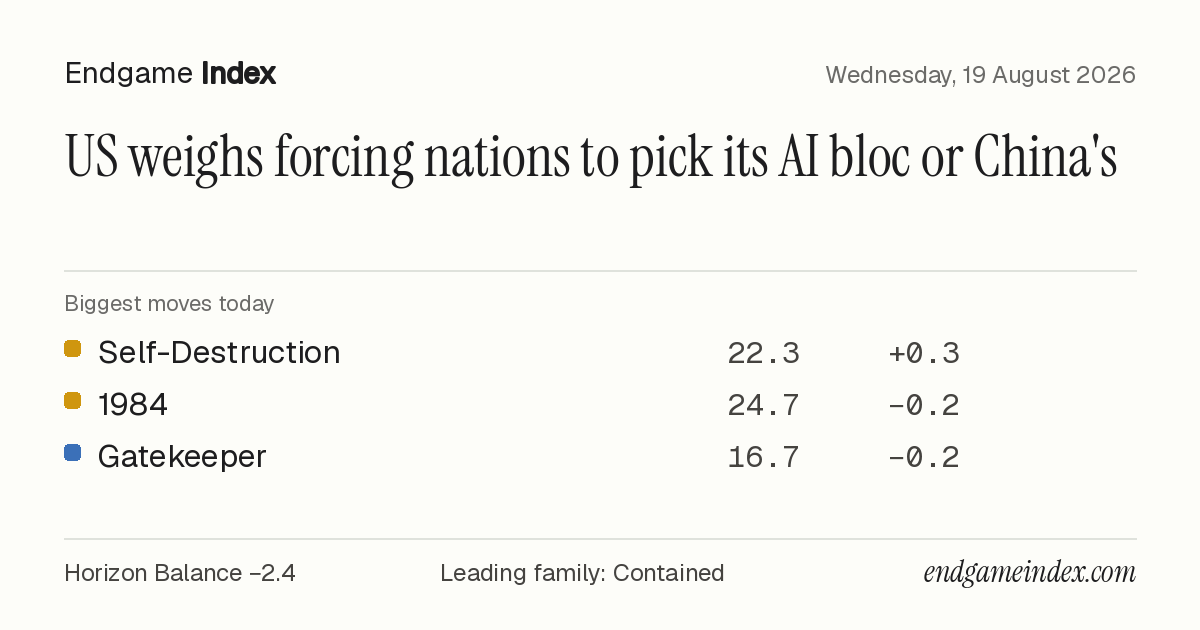 Endgame Index
Wednesday, 19 August 2026
US weighs forcing nations to pick its AI bloc or China's
Biggest moves today
Self-Destruction 22.3 +0.3
1984 24.7 −0.2
Gatekeeper 16.7 −0.2
Horizon Balance −2.4 Leading family: Contained endgameindex.com